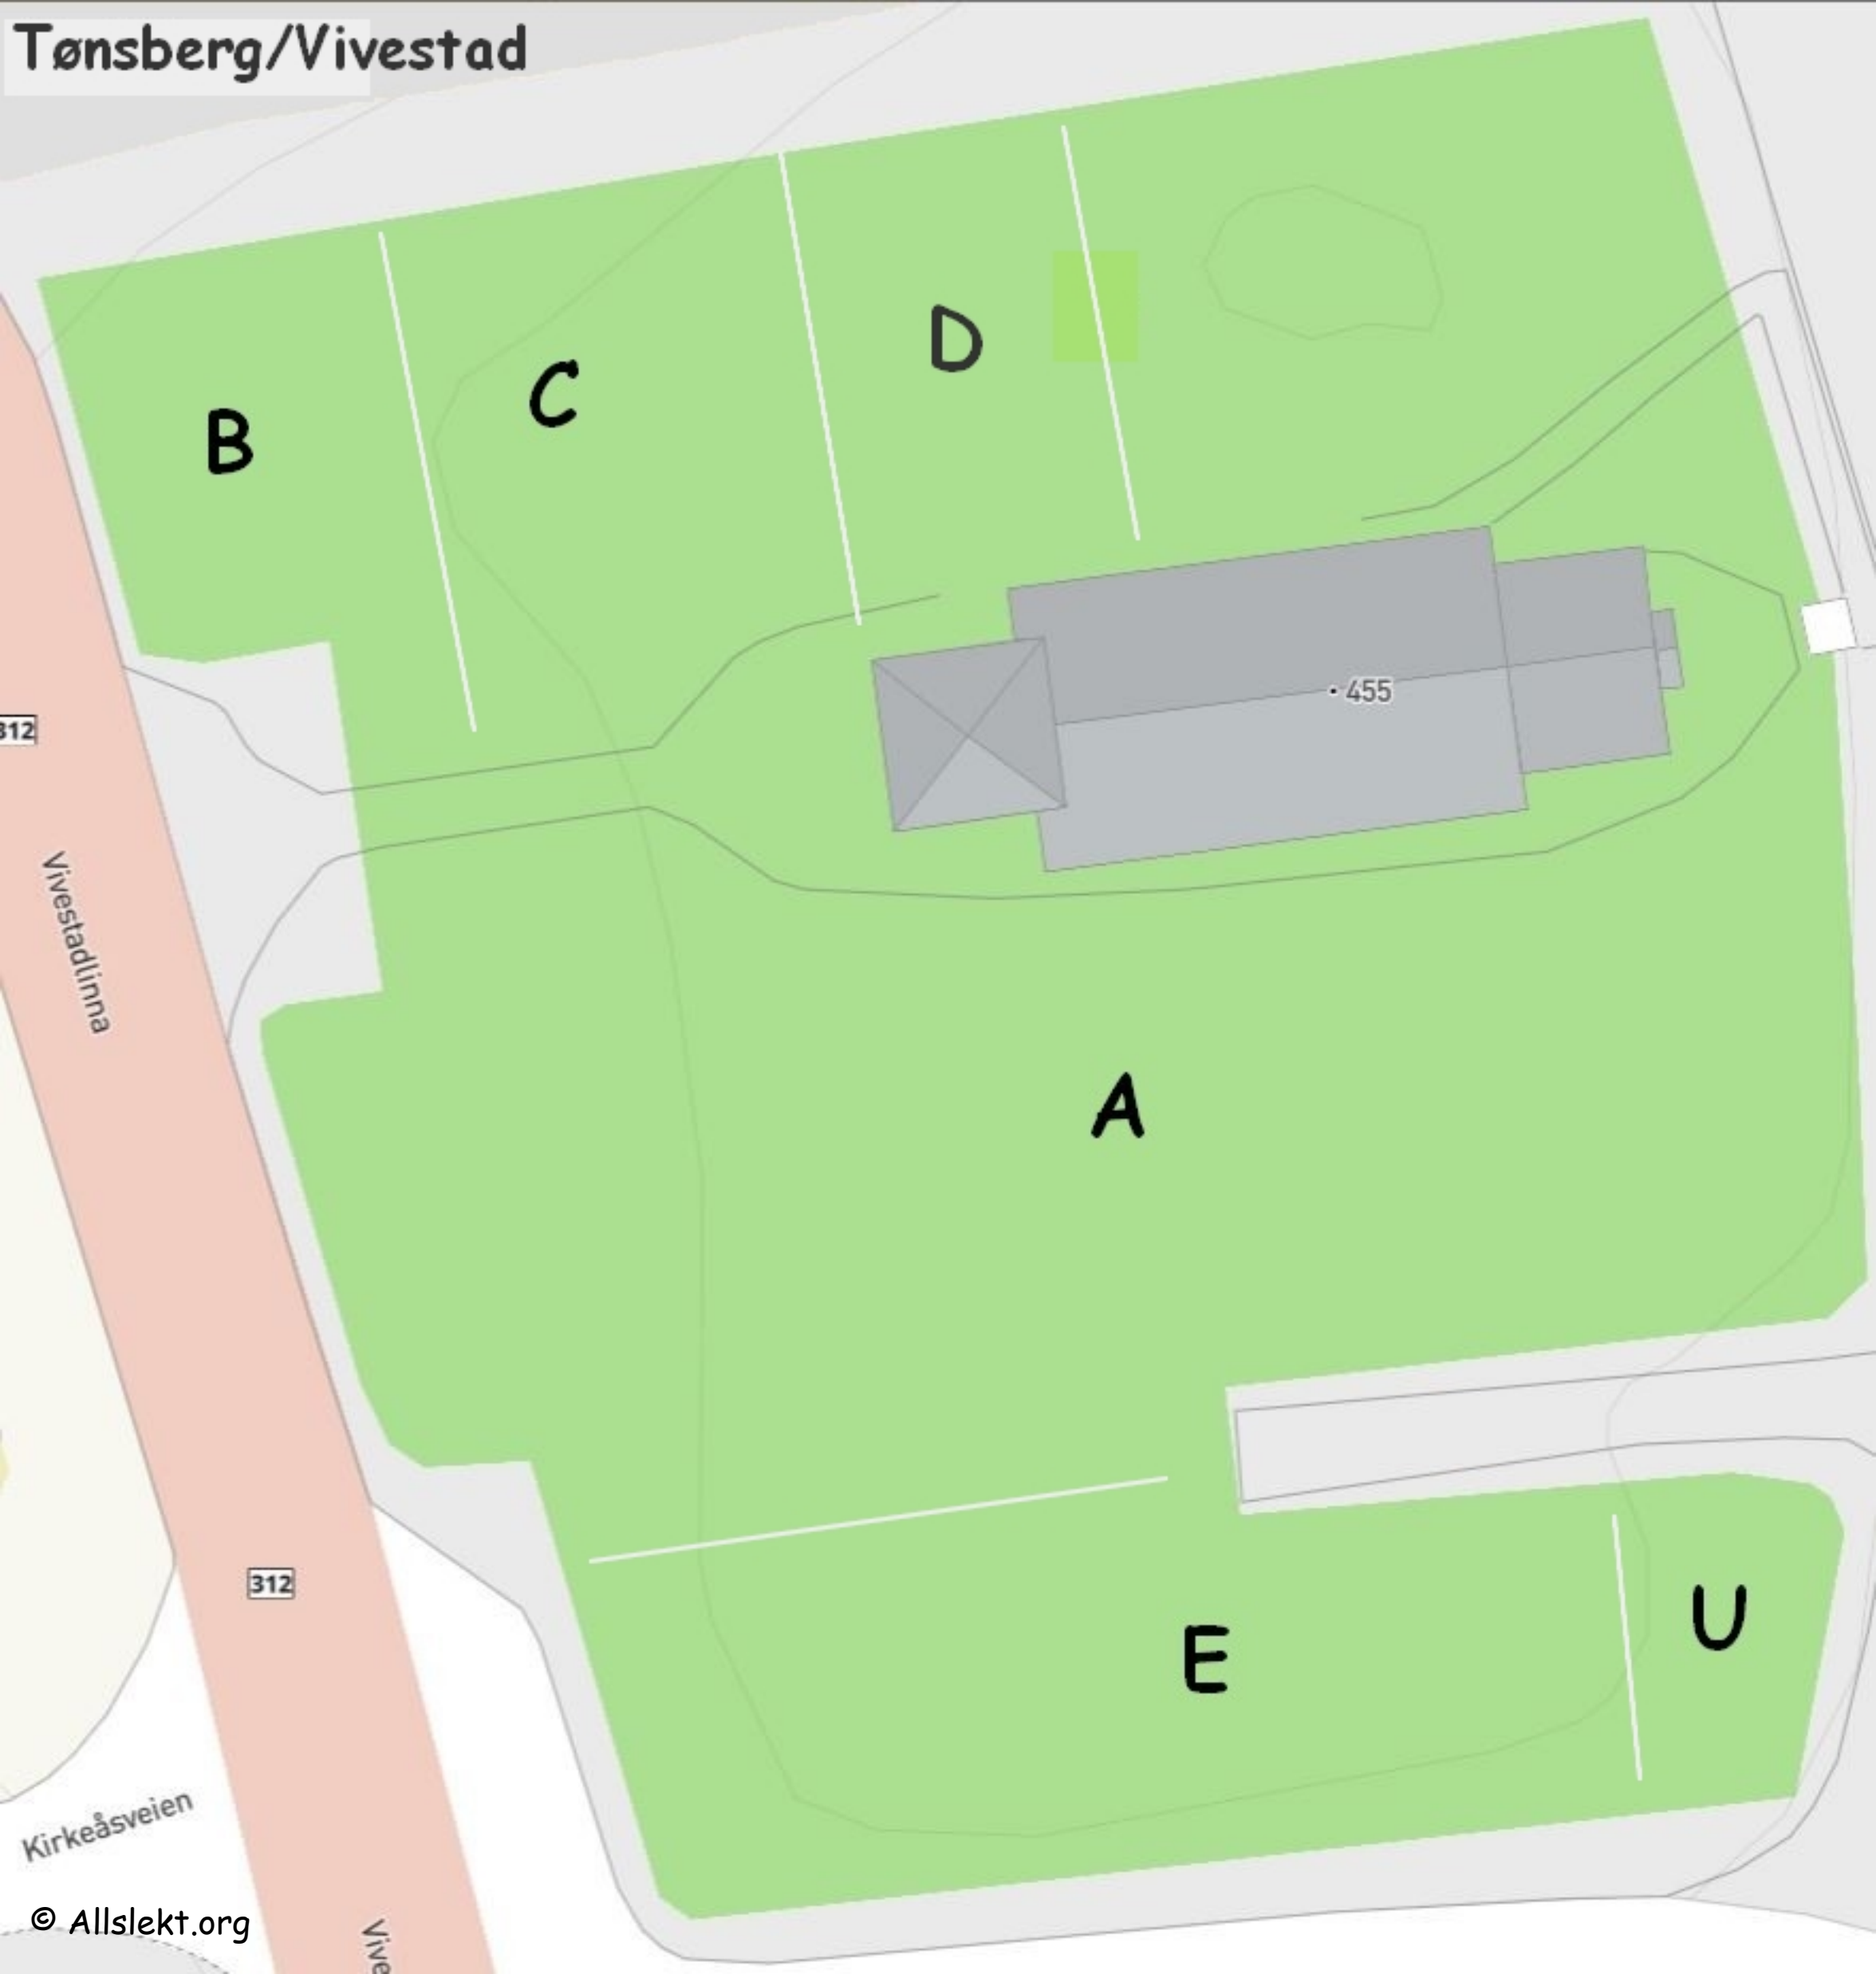 Tønsberg/Vivestad
D
C
B
455
312
Vivestadlinna
A
312
U
E
Kirkeåsveien
© Allslekt.org
Vive